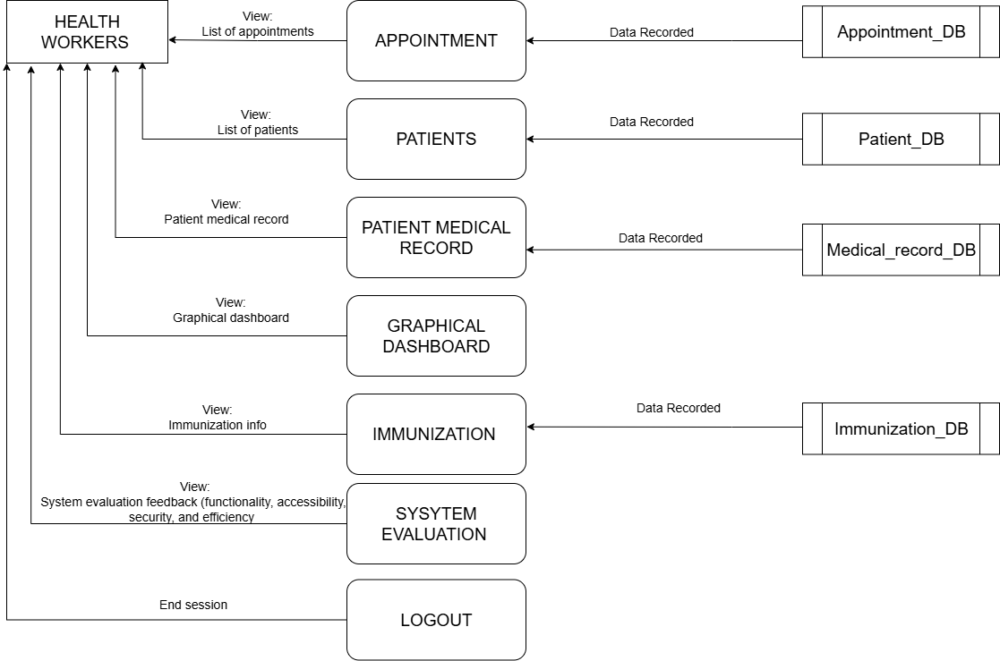 HEALTH
WORKERS
View:
List of appointments
APPOINTMENT
Data Recorded
Appointment_DB
View:
List of patients
PATIENTS
Data Recorded
Patient_DB
View:
Patient medical record
PATIENT MEDICAL
RECORD
Data Recorded
Medical_record_DB
View:
Graphical dashboard
GRAPHICAL
DASHBOARD
View:
Immunization info
IMMUNIZATION
Data Recorded
Immunization_DB
View:
System evaluation feedback (functionality, accessibility,
security, and efficiency
SYSYTEM
EVALUATION
End session
LOGOUT